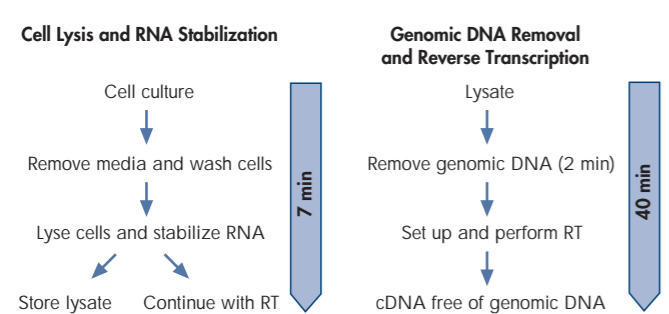 Cell Lysis and RNA Stabilization
Cell culture
Remove media and wash cells
Lyse cells and stabilize RNA
Store lysate
Continue with RT
7 min
Genomic DNA Removal
and Reverse Transcription
Lysate
Remove genomic DNA (2 min)
Set up and perform RT
cDNA free of genomic DNA
40 min